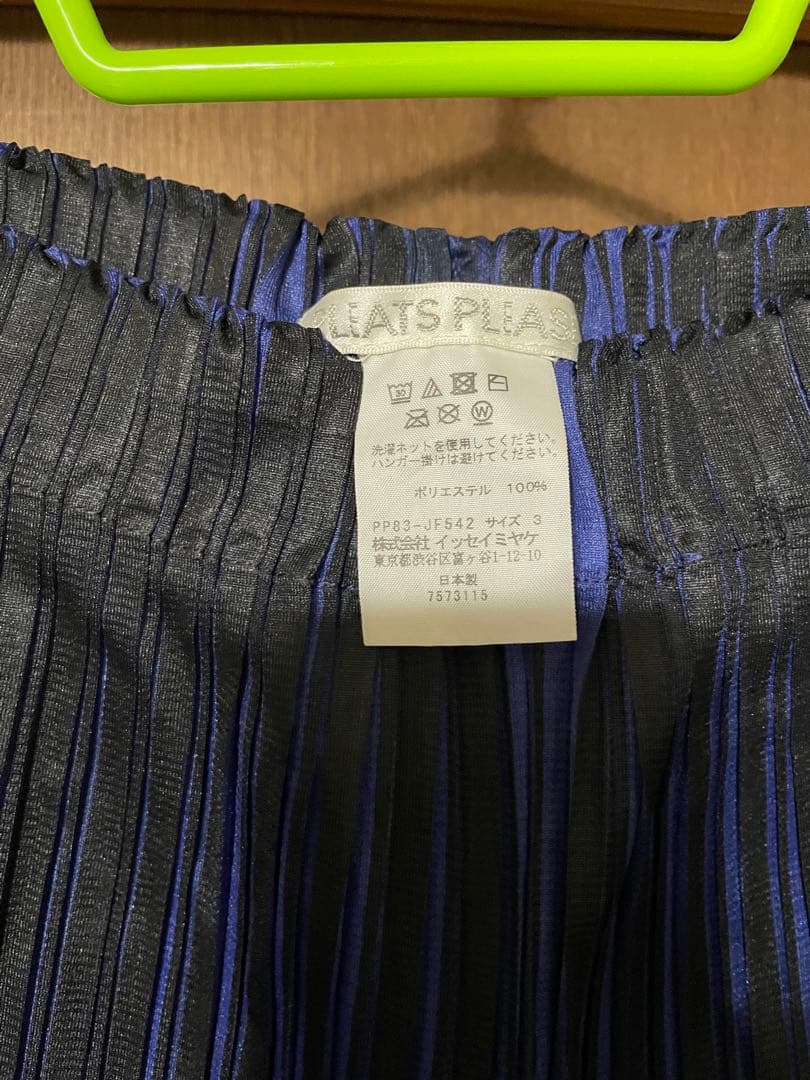 PLEATS PLEAS
30
W
洗濯ネットを使用してください。
ハンガー掛けは避けてください。
ポリエステル 100%
PP83-JF542 サイズ 3
株式会社 イッセイミヤケ
東京都渋谷区富ヶ谷1-12-10
日本製
7573115